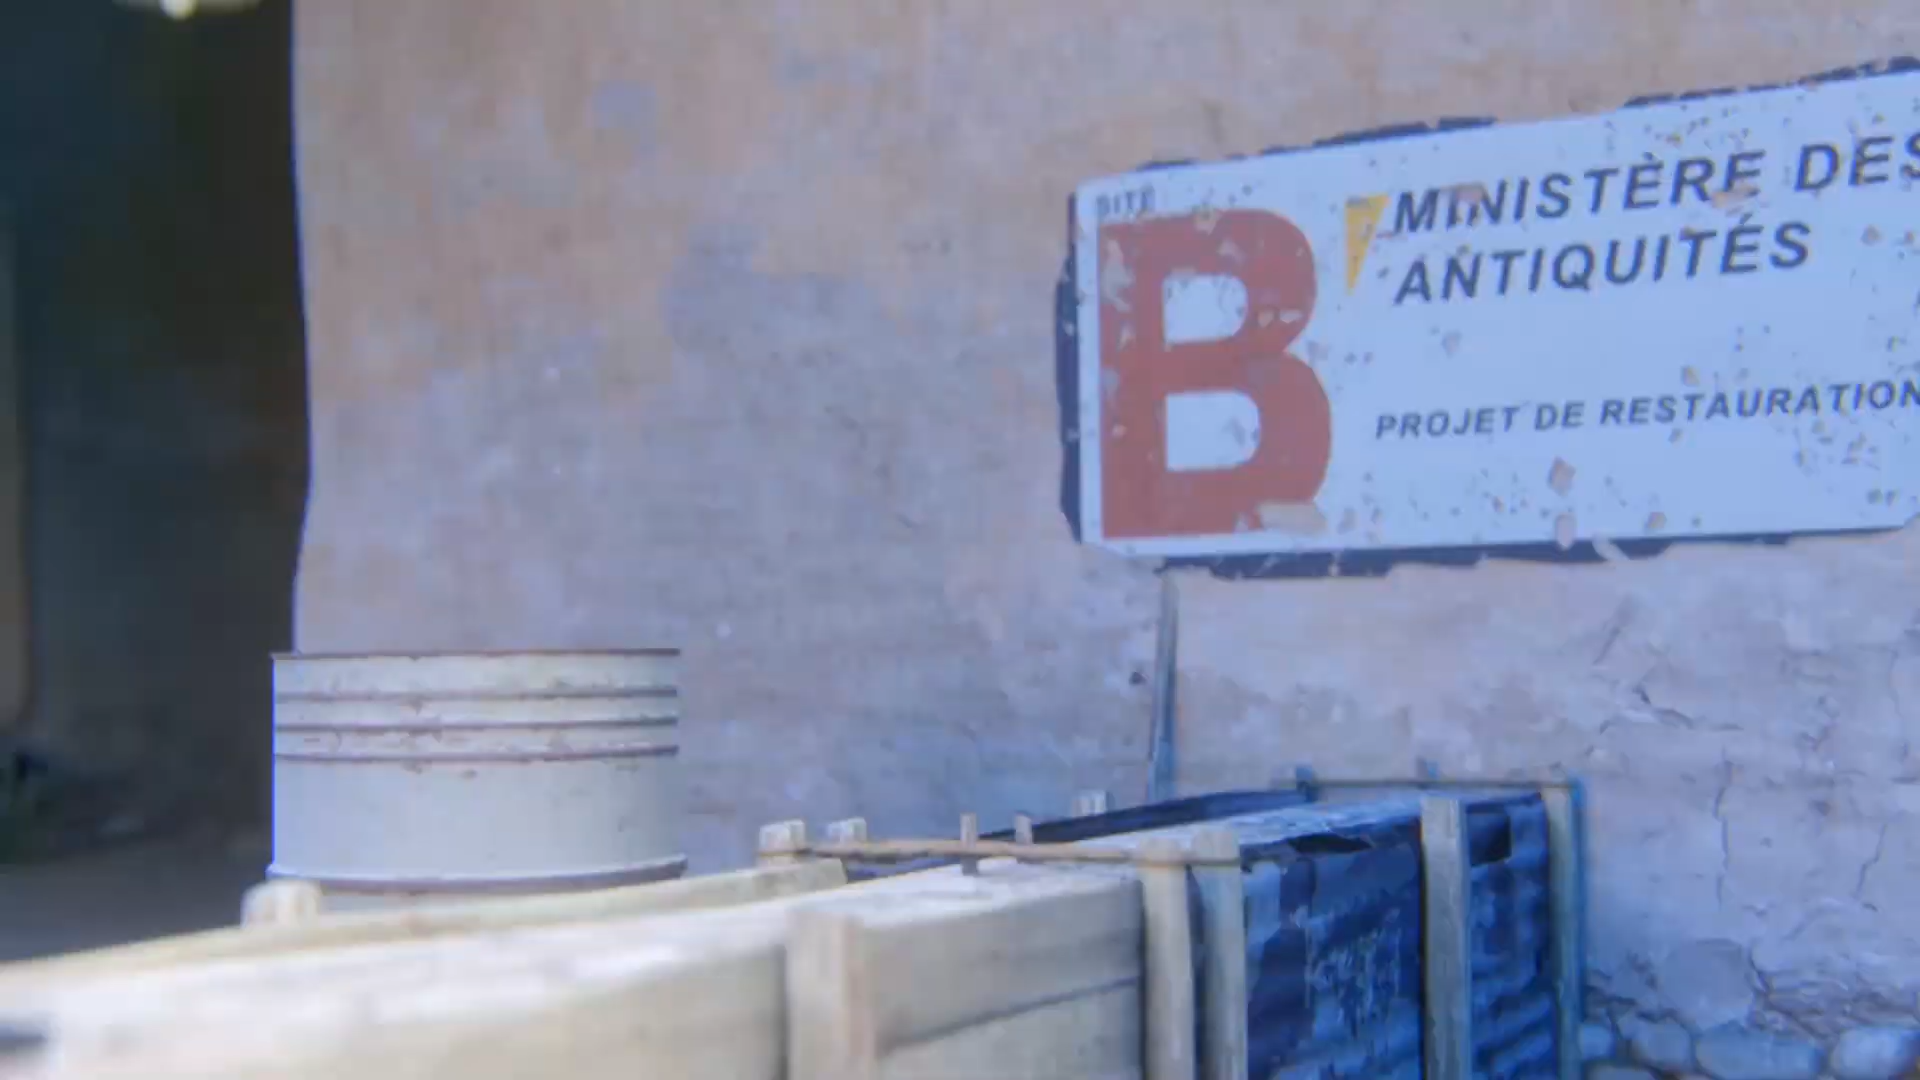 SITE
B
MINISTÈRE DES
ANTIQUITÉS
PROJET DE RESTAURATION